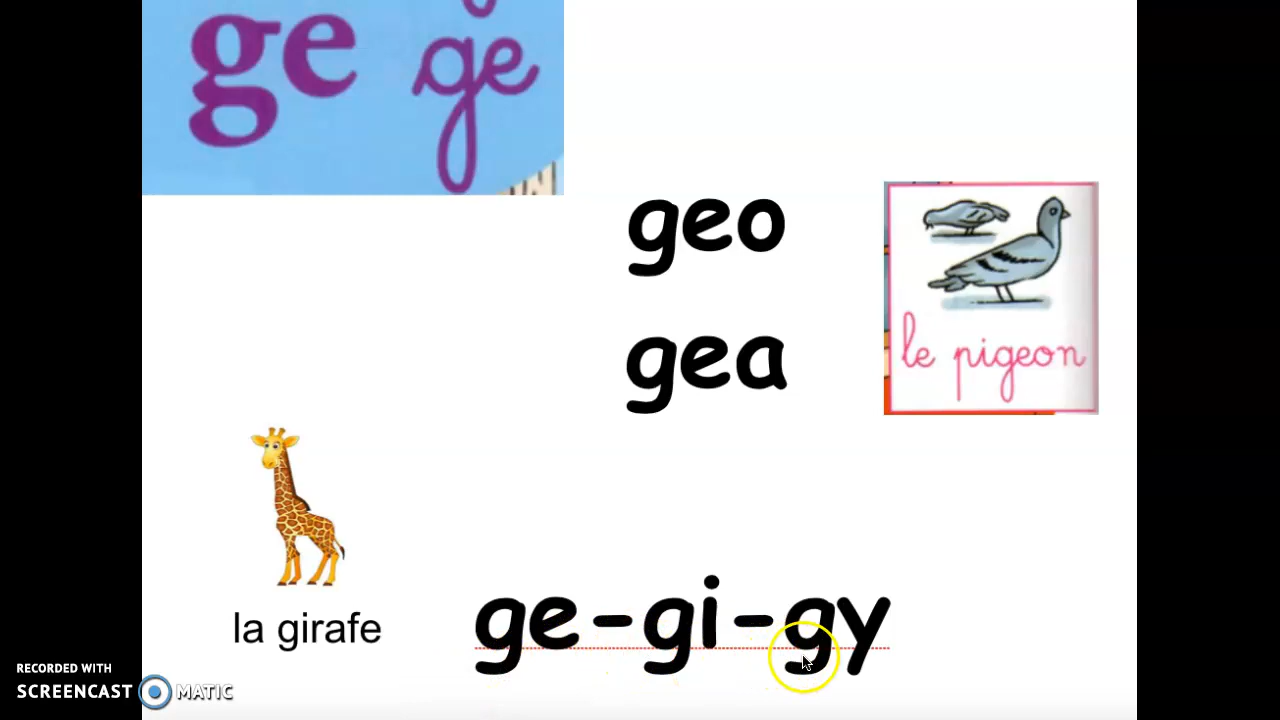 ge ge
geo
gea
le pigeon
la girafe
ge-gi-gy
RECORDED WITH
SCREENCAST MATIC